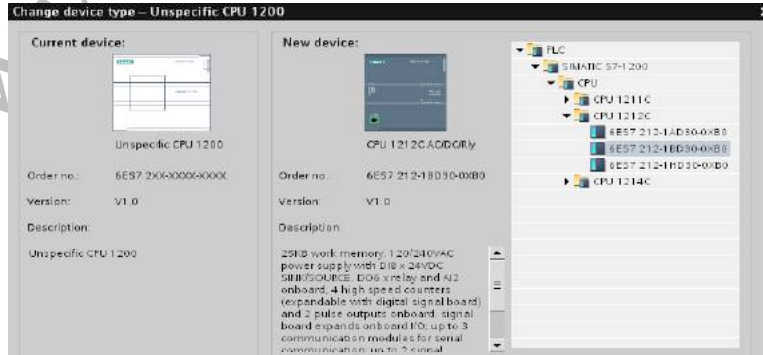 Change device type – Unspecific CPU 1200
Current device:
Unspecific CPU 1200
Order no.: 6ES7 2XX-XXXXX-XXXX
Version: V1.0
Description:
Unspecific CPU 1200
New device:
CPU 1212C AC/DC/Rly
Order no.: 6ES7 212-1BD30-0XB0
Version: V1.0
Description
25KB work memory, 120/240VAC
power supply with DI8 x 24VDC
SINK/SOURCE, DO6 x relay and AI2
onboard, 4 high speed counters
(expandable with digital signal board)
and 2 pulse outputs onboard, signal
board expands onboard I/O; up to 3
communication modules for serial
communication; up to 2 signal
PLC
SIMATIC S7-1200
CPU
CPU 1211C
CPU 1212C
6ES7 212-1AD30-0XB0
6ES7 212-1BD30-0XB0
6ES7 212-1HD30-0XB0
CPU 1214C